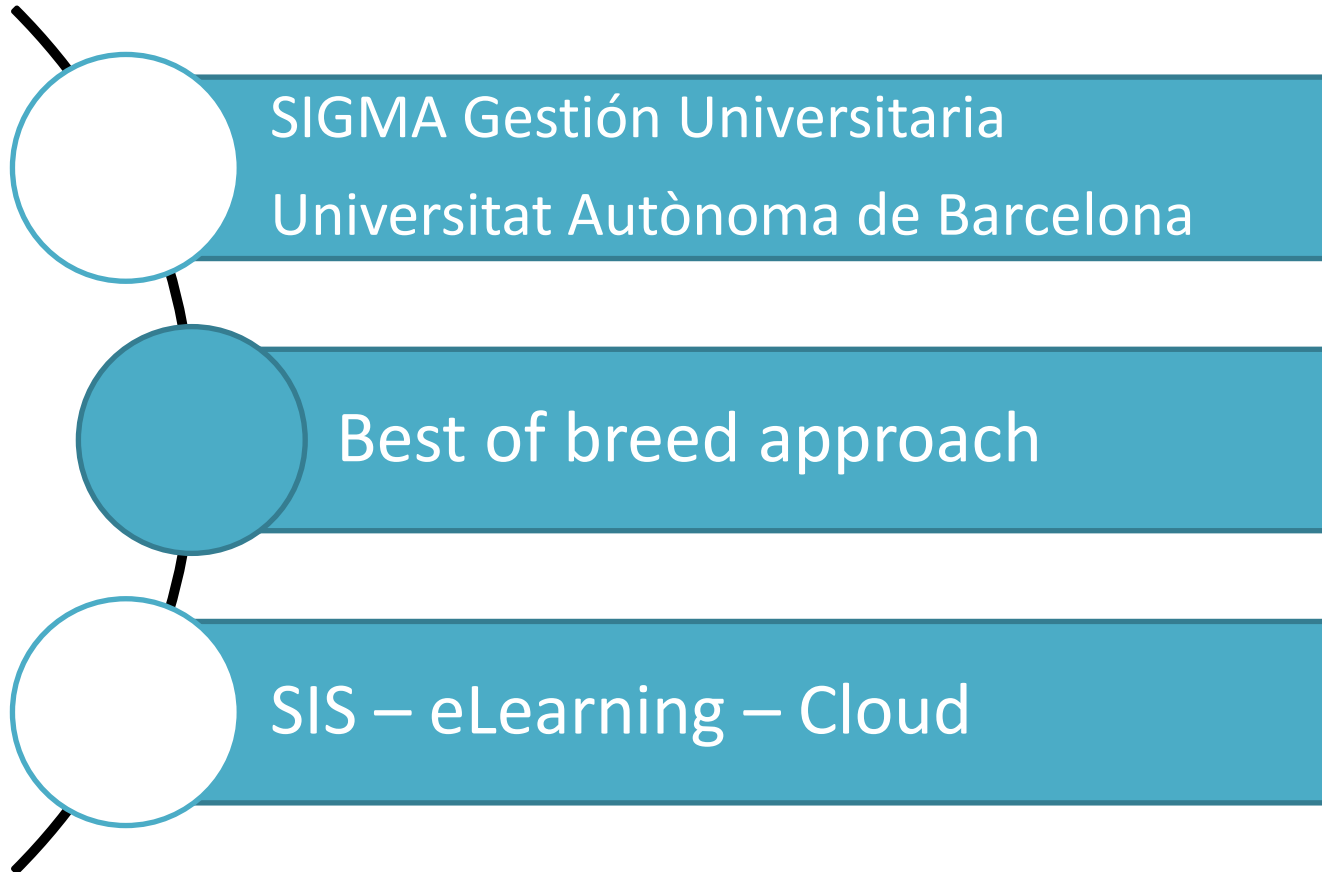 SIGMA Gestión Universitaria
Universitat Autònoma de Barcelona
Best of breed approach
SIS – eLearning – Cloud